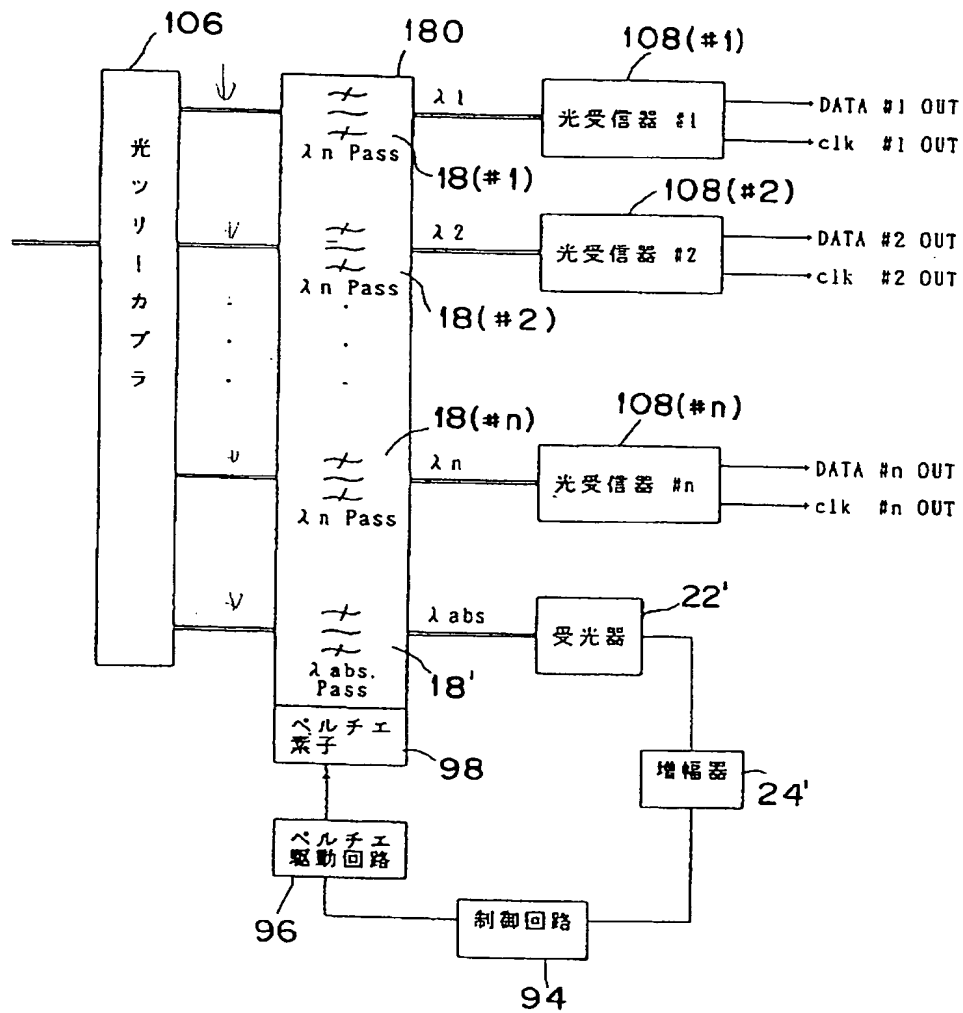 106
180
108(#1)
光ツリーカプラ
λ1
光受信器 #1
DATA #1 OUT
clk #1 OUT
λn Pass
18(#1)
108(#2)
λ2
光受信器 #2
DATA #2 OUT
clk #2 OUT
λn Pass
18(#2)
18(#n)
108(#n)
λn
光受信器 #n
DATA #n OUT
clk #n OUT
λn Pass
λabs
受光器
22'
λabs.
Pass
18'
ペルチェ
素子
98
増幅器
24'
ペルチェ
駆動回路
96
制御回路
94